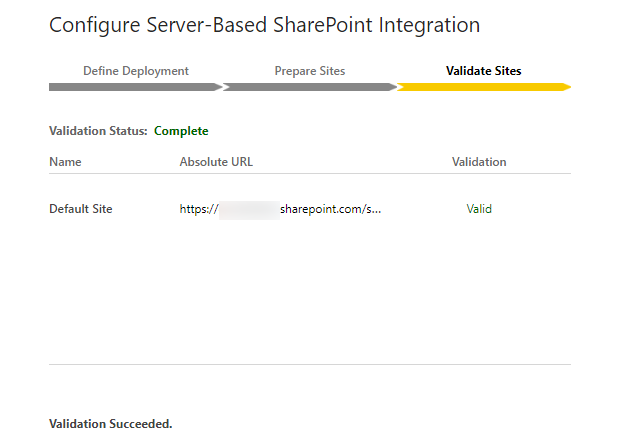 Configure Server-Based SharePoint Integration
Define Deployment Prepare Sites Validate Sites
Validation Status: Complete
Name Absolute URL Validation
Default Site https:// sharepoint.com/s... Valid
Validation Succeeded.